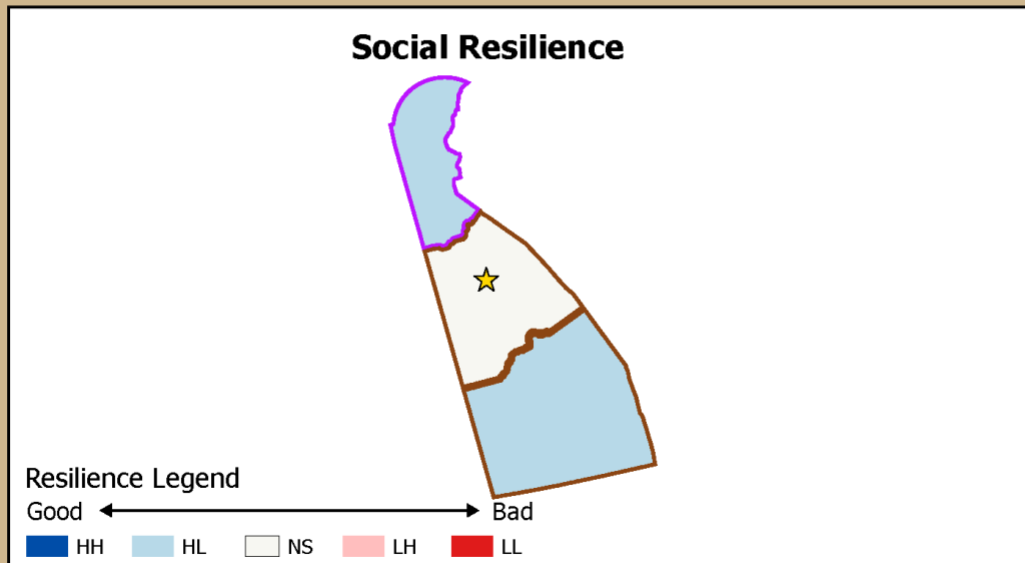 Social Resilience
Resilience Legend
Good Bad
HH HL NS LH LL